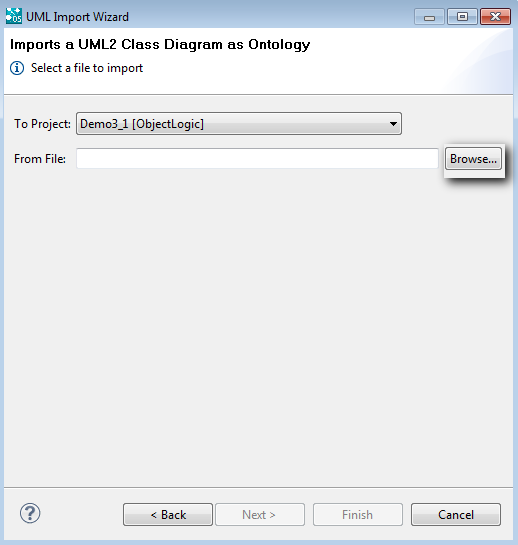 UML Import Wizard
Imports a UML2 Class Diagram as Ontology
Select a file to import
To Project: Demo3_1 [ObjectLogic]
From File: Browse...
< Back Next > Finish Cancel